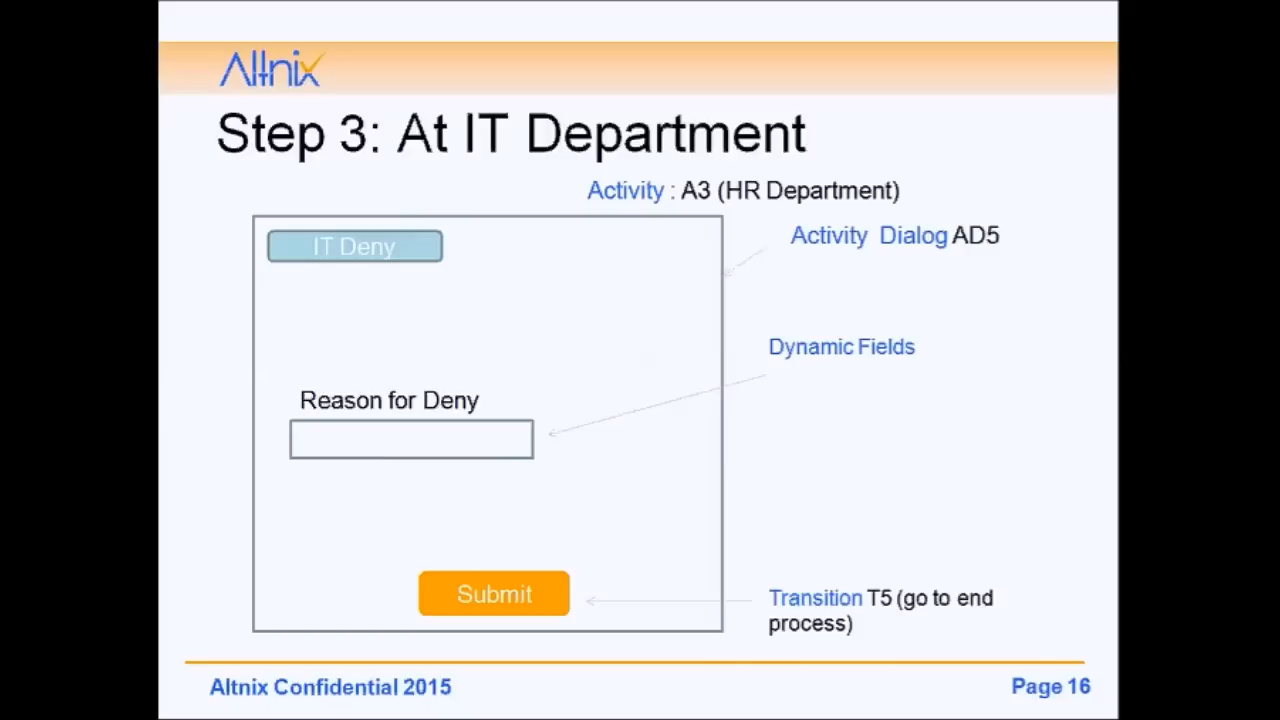 Altnix
Step 3: At IT Department
Activity : A3 (HR Department)
IT Deny
Activity Dialog AD5
Dynamic Fields
Reason for Deny
Submit
Transition T5 (go to end
process)
Altnix Confidential 2015
Page 16